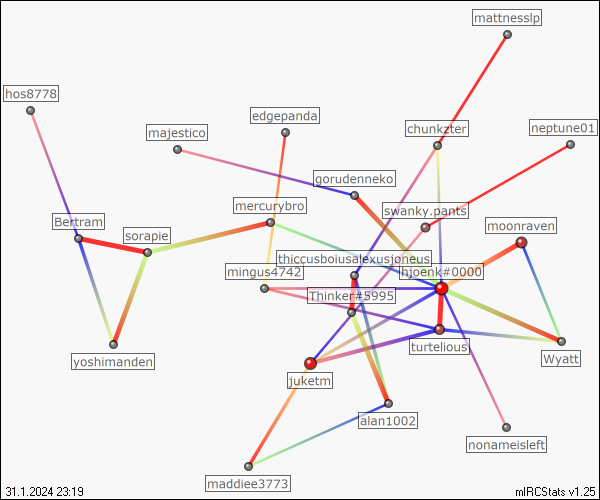 mattnesslp
hos8778
edgepanda
majestico
chunkzter
neptune01
gorudenneko
mercurybro
swanky.pants
Bertram
moonraven
sorapie
thiccusboiusalexusjoneus
mingus4742
hjoenk#0000
Thinker#5995
turtelious
Wyatt
yoshimanden
juketm
alan1002
nonameisleft
maddiee3773
31.1.2024 23:19
mIRCStats v1.25